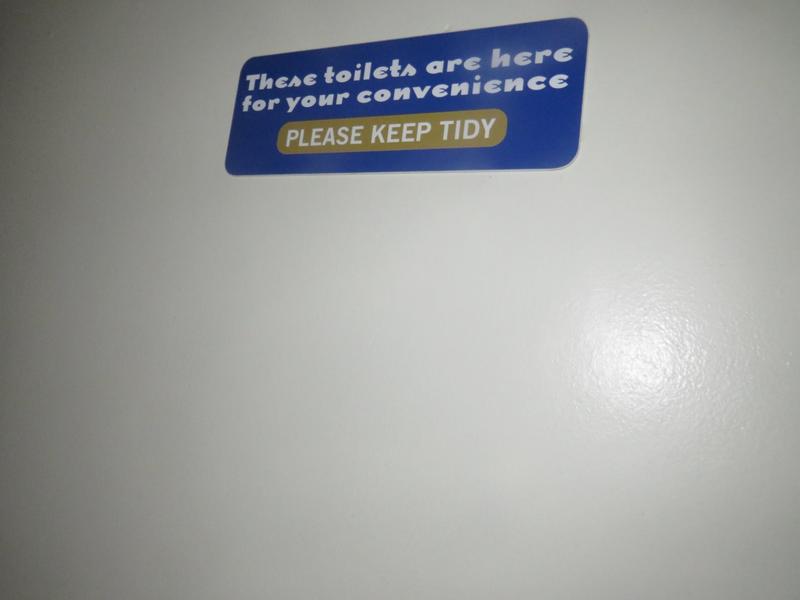 These toilets are here
for your convenience
PLEASE KEEP TIDY